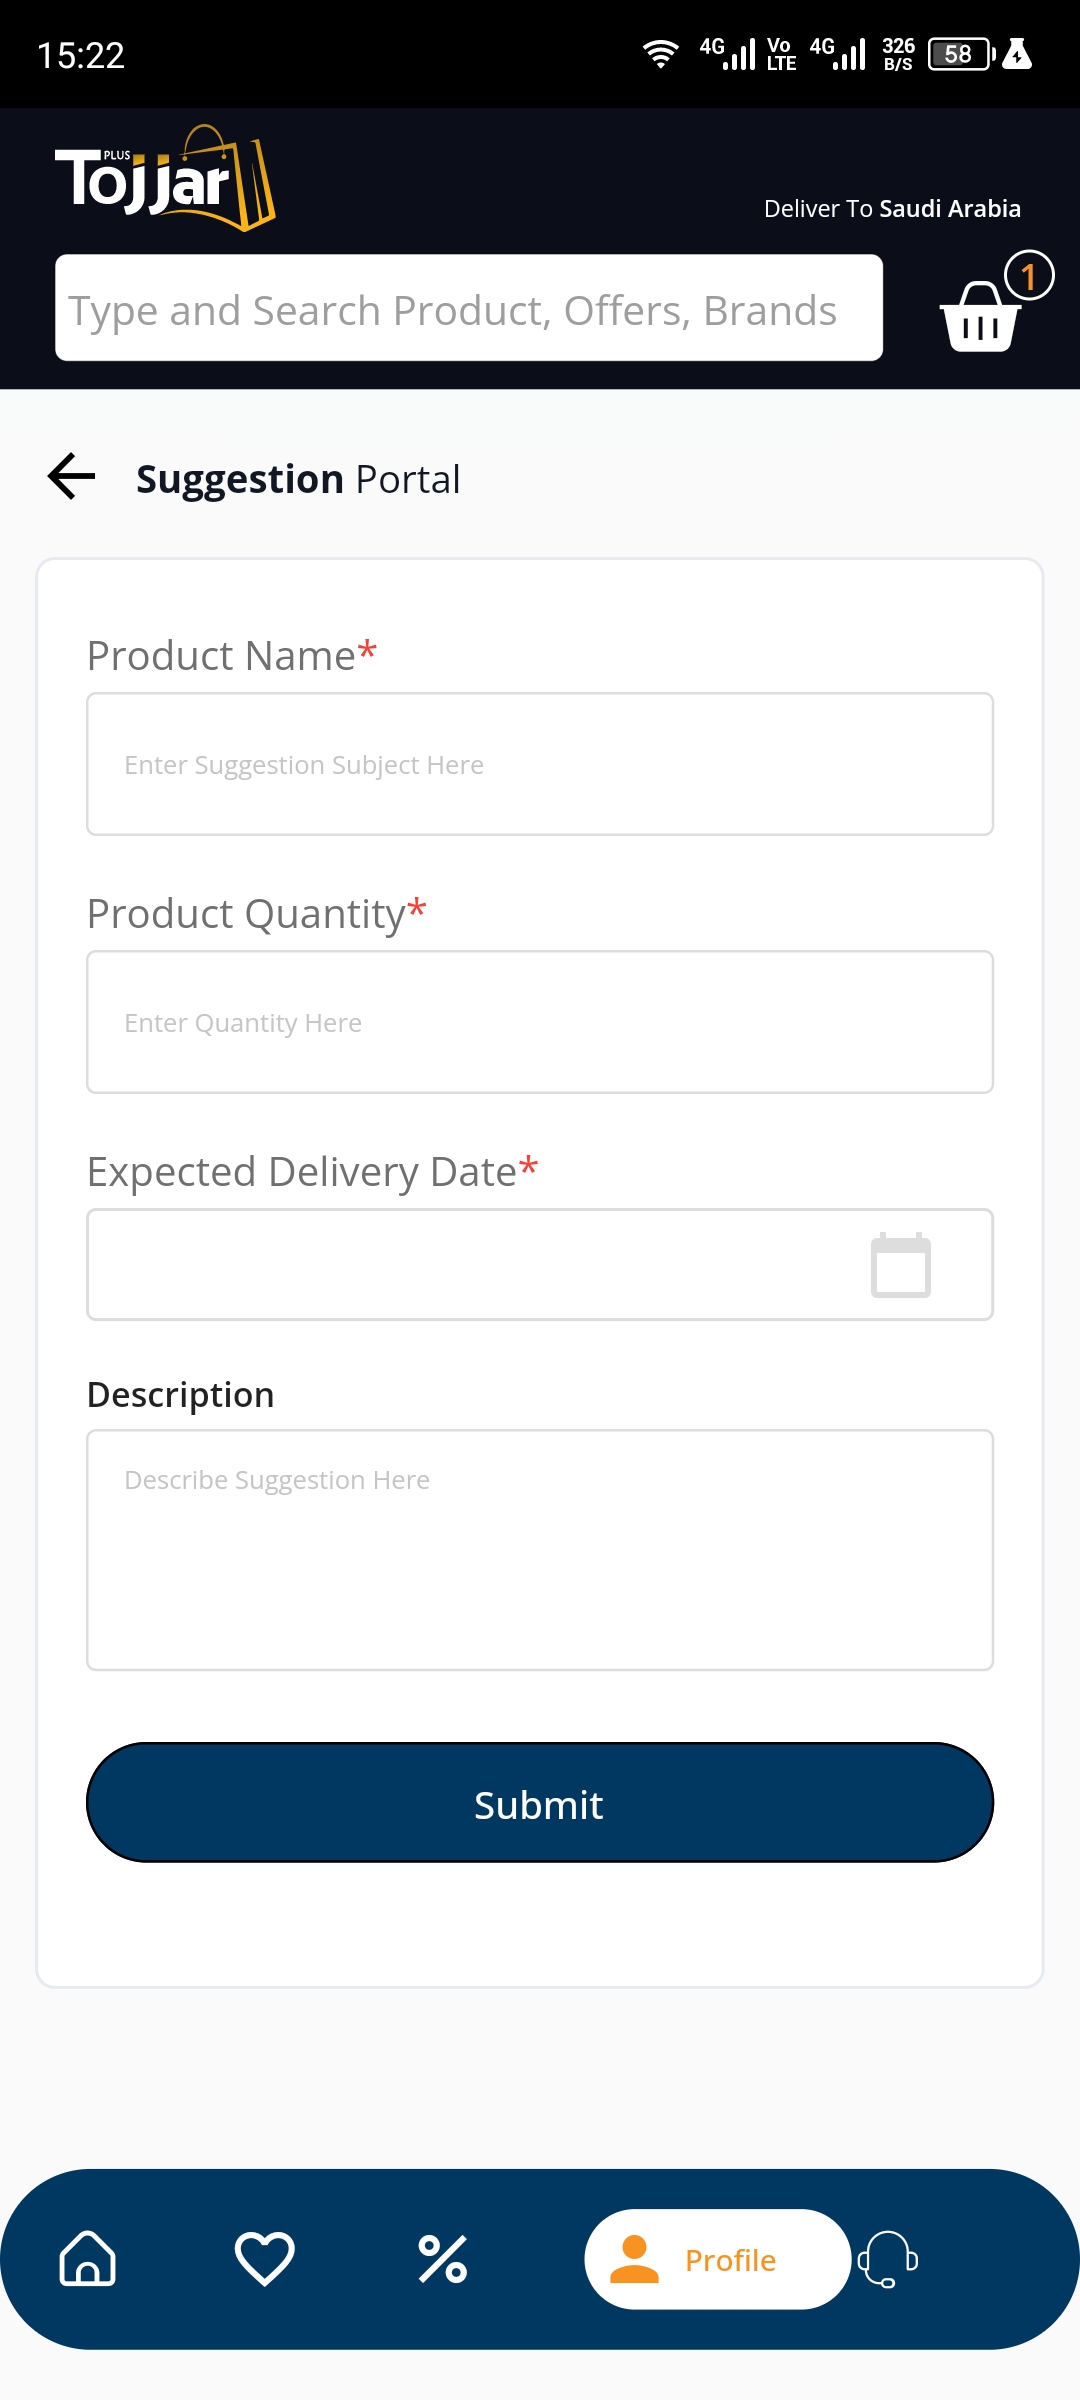 15:22
4G Vo LTE 4G 326 B/S 58
Tojjar PLUS
Deliver To Saudi Arabia
Type and Search Product, Offers, Brands
1
Suggestion Portal
Product Name*
Enter Suggestion Subject Here
Product Quantity*
Enter Quantity Here
Expected Delivery Date*
Description
Describe Suggestion Here
Submit
Profile